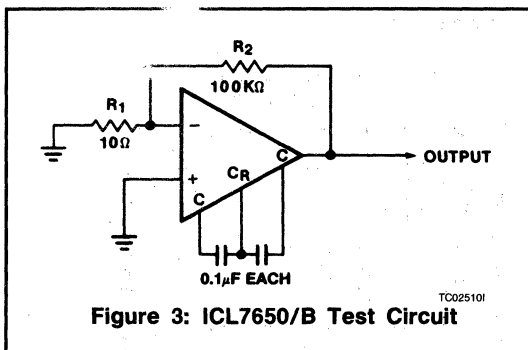 R2
100KΩ
R1
10Ω
−
+
C
CR
C
OUTPUT
0.1μF EACH
TC02510I
Figure 3: ICL7650/B Test Circuit